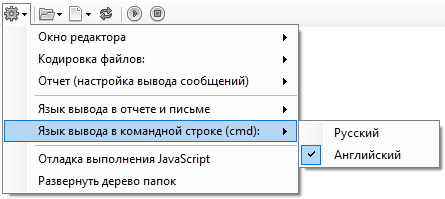 Окно редактора
Кодировка файлов:
Отчет (настройка вывода сообщений)
Язык вывода в отчете и письме
Язык вывода в командной строке (cmd):
Русский
Английский
Отладка выполнения JavaScript
Развернуть дерево папок